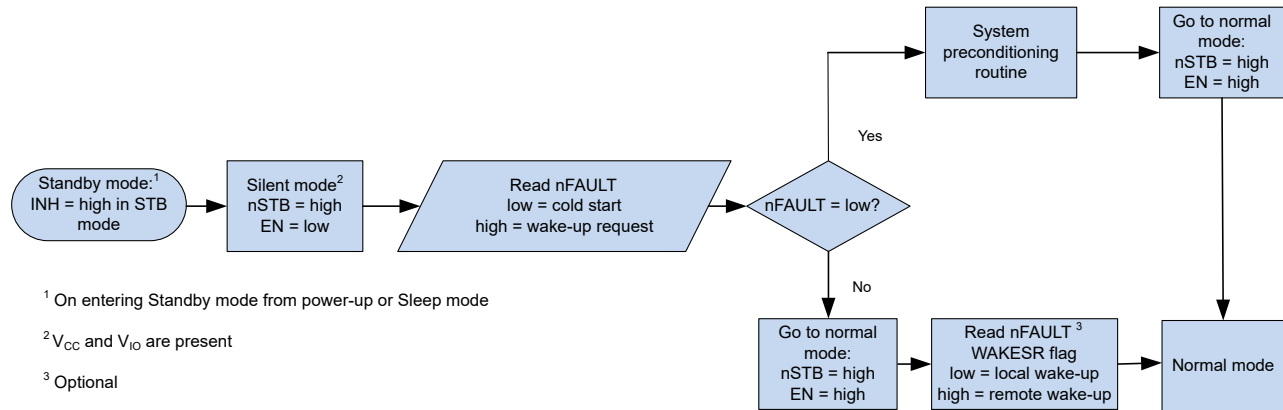 System
preconditioning
routine
Go to normal
mode:
nSTB = high
EN = high
Yes
Standby mode:¹
INH = high in STB
mode
Silent mode²
nSTB = high
EN = low
Read nFAULT
low = cold start
high = wake-up request
nFAULT = low?
No
¹ On entering Standby mode from power-up or Sleep mode
² V_CC and V_IO are present
³ Optional
Go to normal
mode:
nSTB = high
EN = high
Read nFAULT ³
WAKESR flag
low = local wake-up
high = remote wake-up
Normal mode